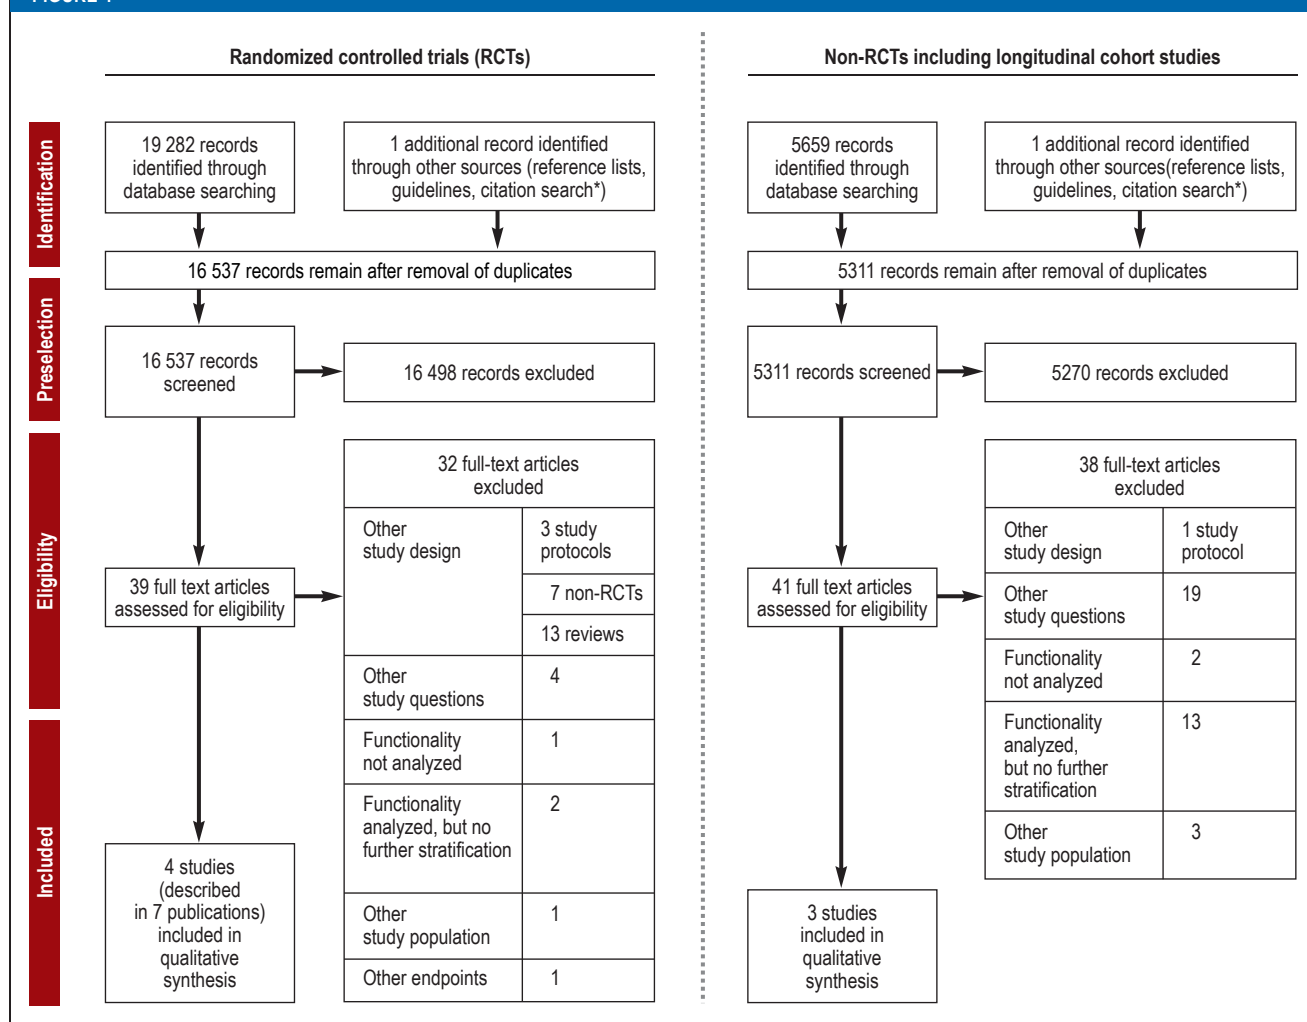 Randomized controlled trials (RCTs)
Non-RCTs including longitudinal cohort studies
Identification
19 282 records
identified through
database searching
1 additional record identified
through other sources (reference lists,
guidelines, citation search*)
5659 records
identified through
database searching
1 additional record identified
through other sources(reference lists,
guidelines, citation search*)
16 537 records remain after removal of duplicates
5311 records remain after removal of duplicates
Preselection
16 537 records
screened
16 498 records excluded
5311 records screened
5270 records excluded
Eligibility
39 full text articles
assessed for eligibility
32 full-text articles
excluded
Other
study design
3 study
protocols
7 non-RCTs
13 reviews
Other
study questions
4
Functionality
not analyzed
1
Functionality
analyzed, but no
further stratification
2
Other
study population
1
Other endpoints
1
41 full text articles
assessed for eligibility
38 full-text articles
excluded
Other
study design
1 study
protocol
Other
study questions
19
Functionality
not analyzed
2
Functionality
analyzed,
but no further
stratification
13
Other
study population
3
Included
4 studies
(described
in 7 publications)
included in
qualitative
synthesis
3 studies
included in
qualitative
synthesis